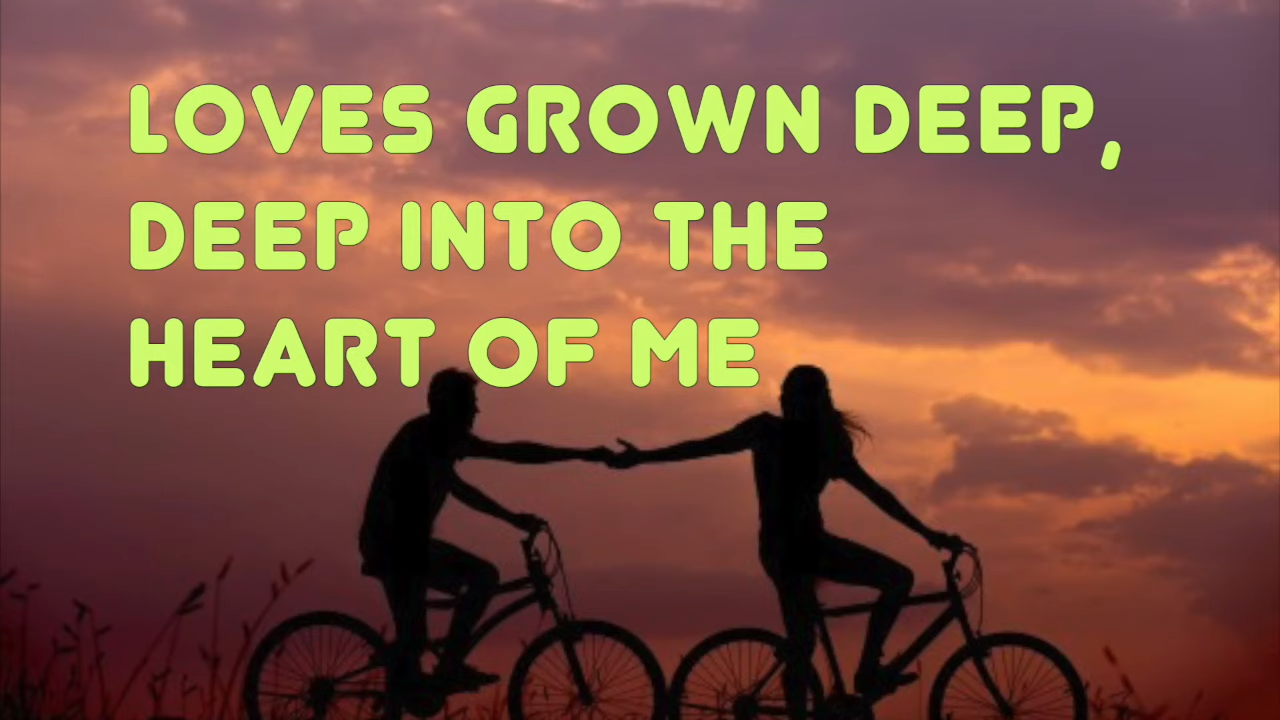 LOVES GROWN DEEP,
DEEP INTO THE
HEART OF ME